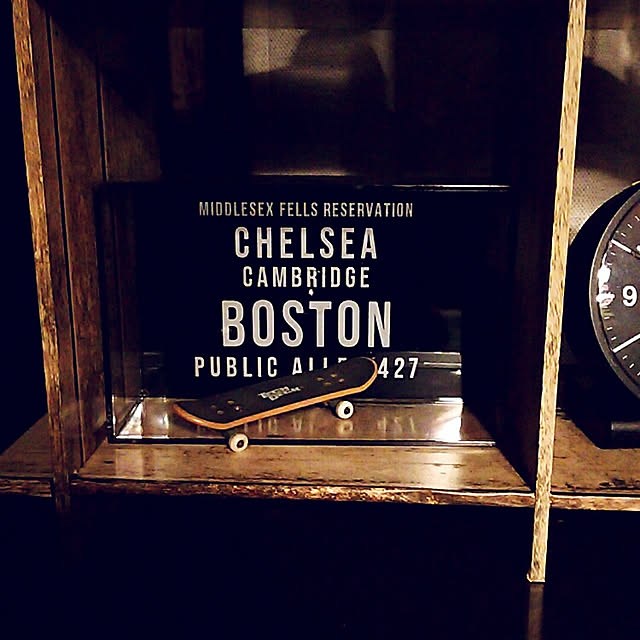 MIDDLESEX FELLS RESERVATION
CHELSEA
CAMBRIDGE
BOSTON
PUBLIC 427
9